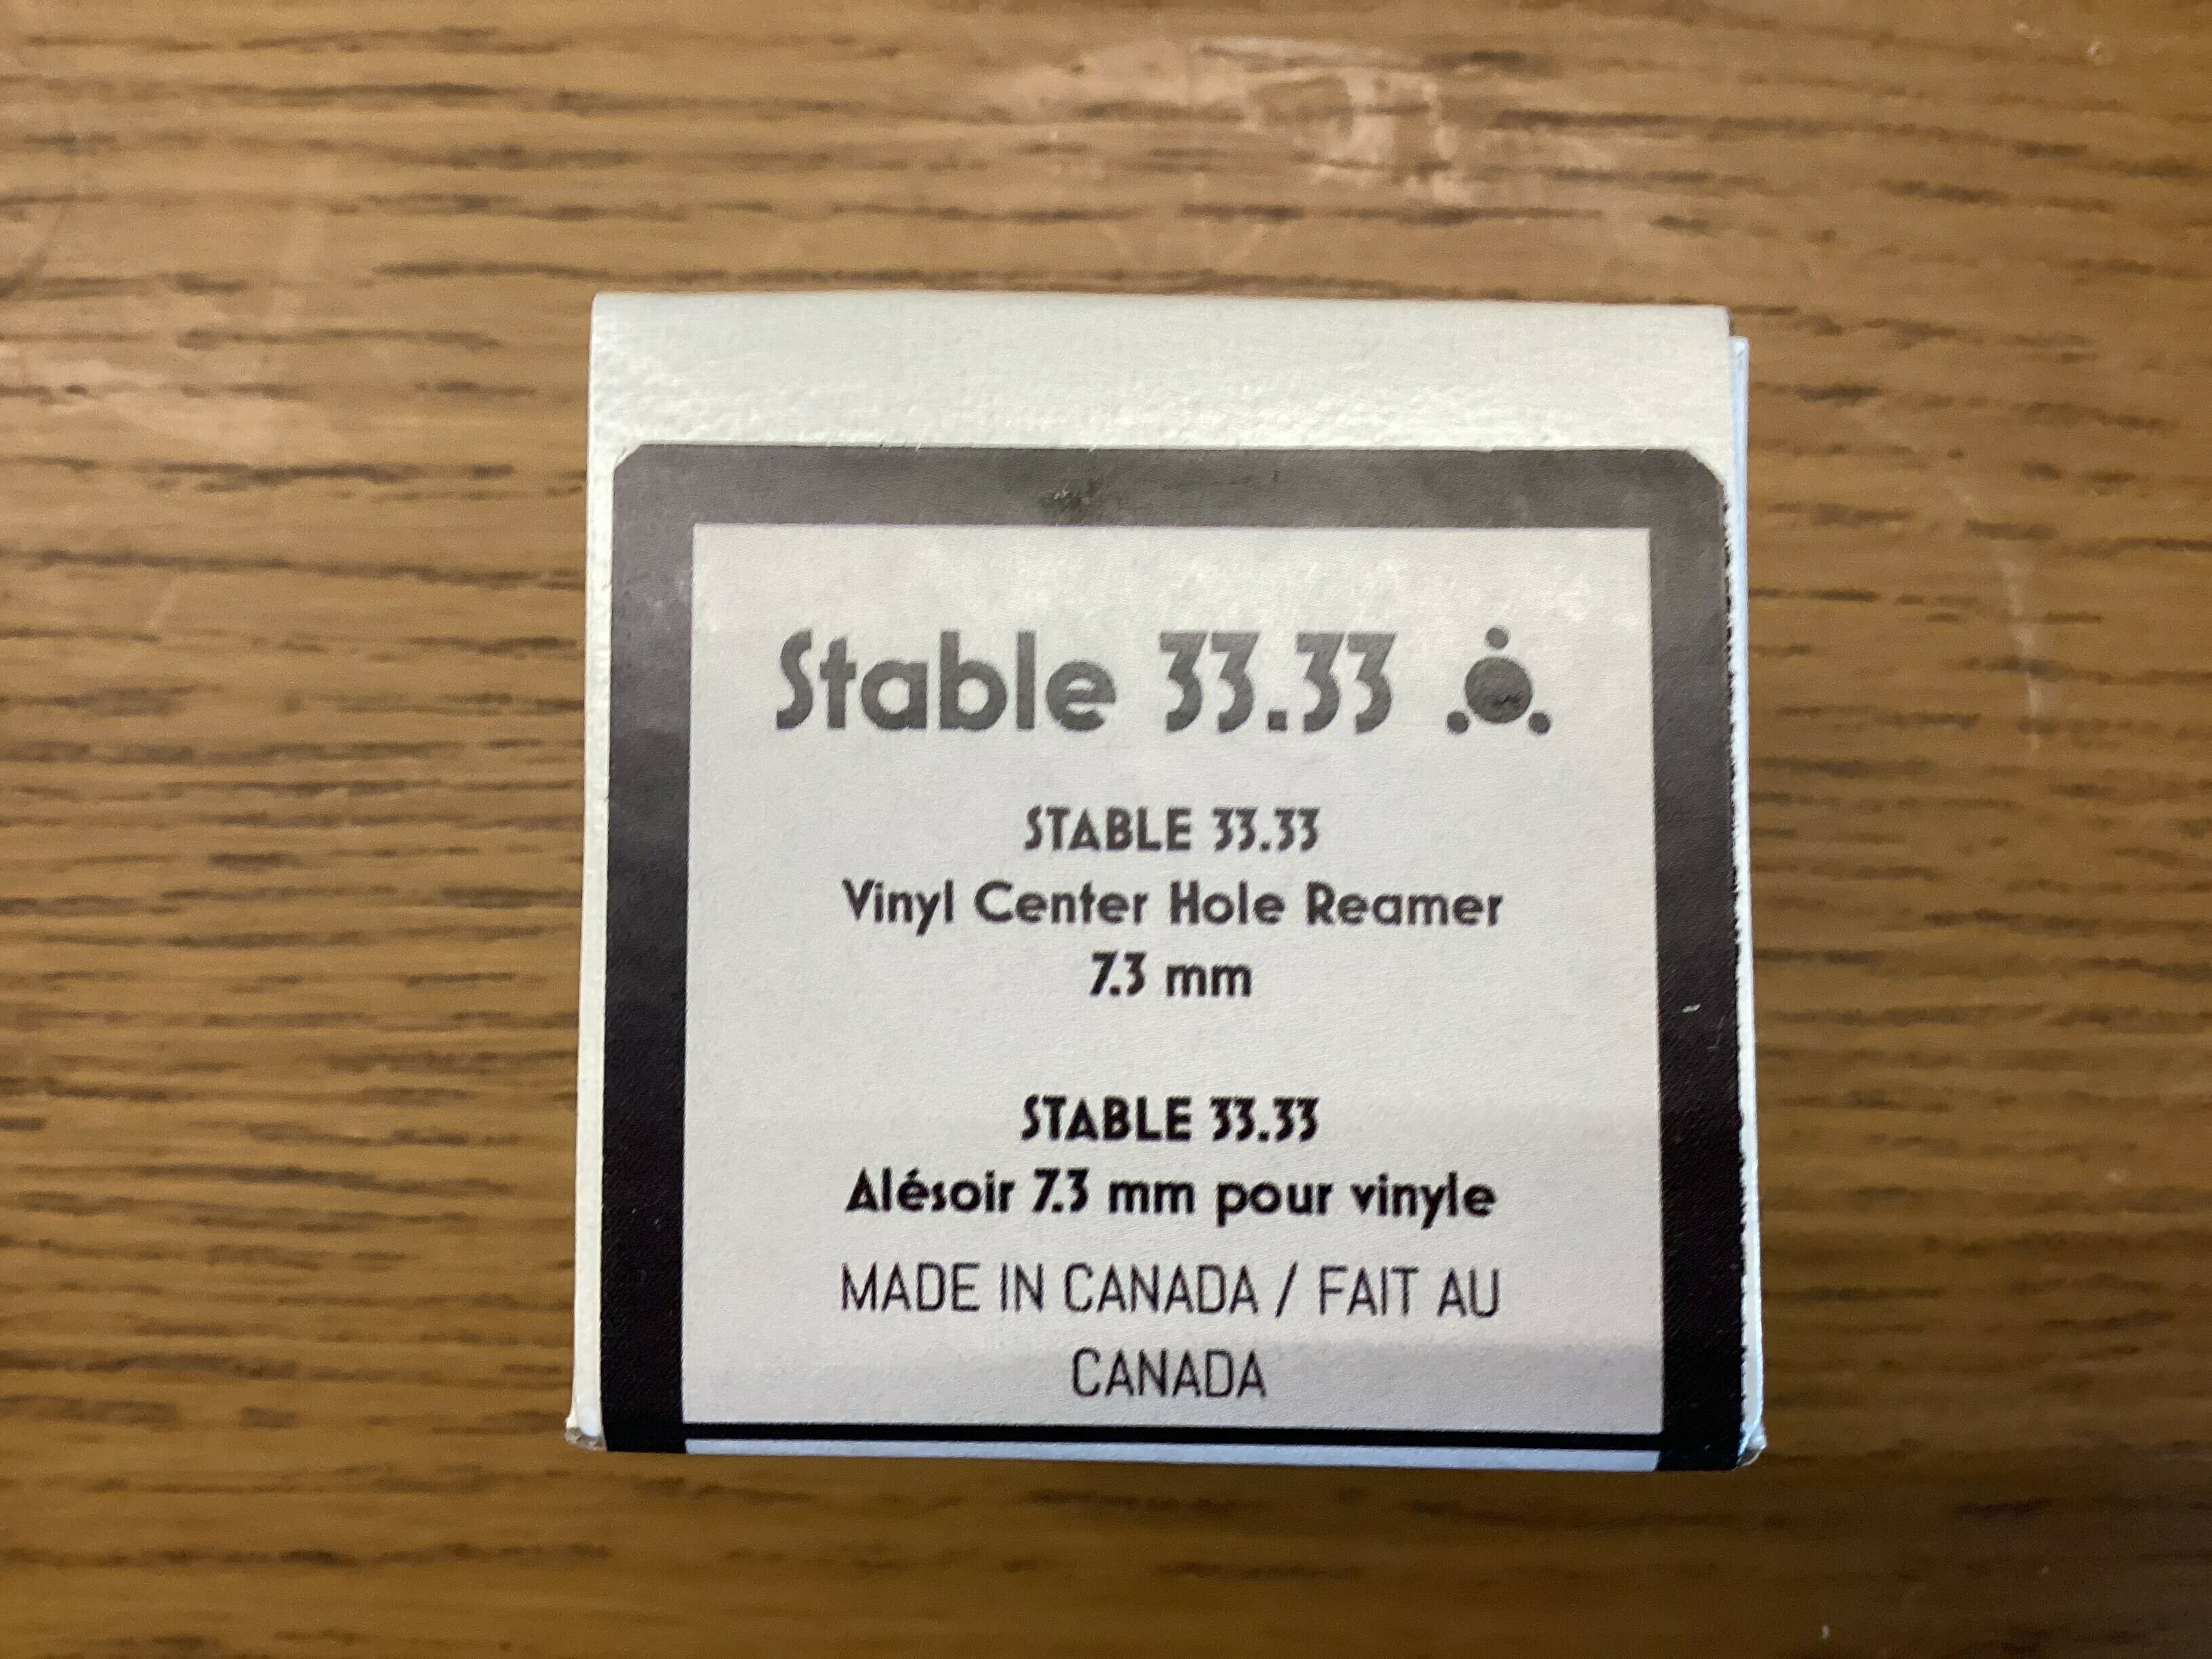 Stable 33.33
STABLE 33.33
Vinyl Center Hole Reamer
7.3 mm
STABLE 33.33
Alésoir 7.3 mm pour vinyle
MADE IN CANADA / FAIT AU
CANADA